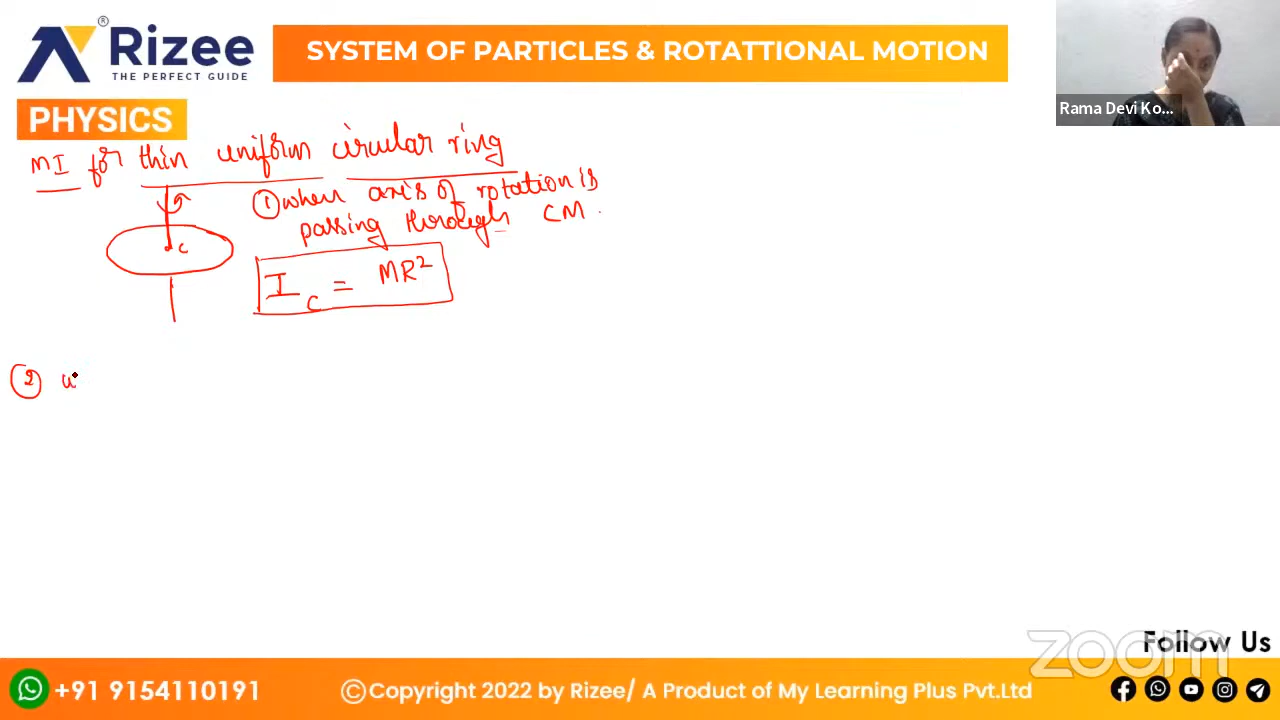 Rizee
®
THE PERFECT GUIDE
SYSTEM OF PARTICLES & ROTATTIONAL MOTION
Rama Devi Ko...
PHYSICS
MI for thin uniform circular ring
① when axis of rotation is
passing through CM.
C
I_C = MR²
②
zoom
Follow Us
+91 9154110191
©Copyright 2022 by Rizee/ A Product of My Learning Plus Pvt.Ltd